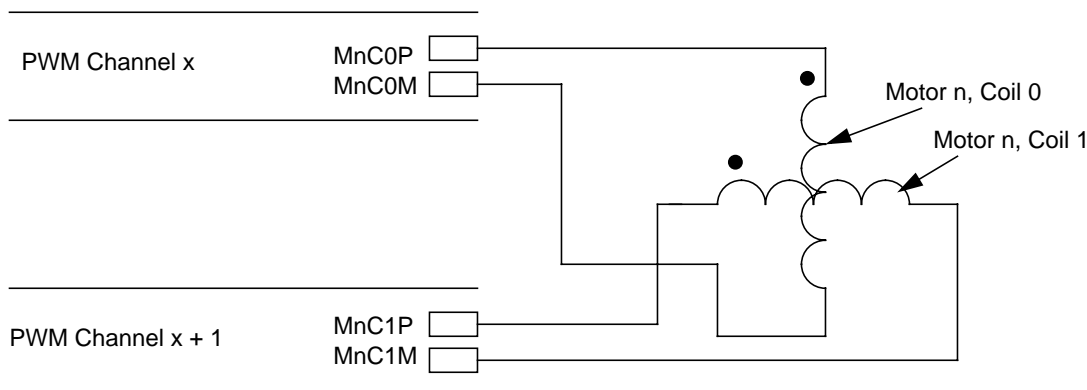 PWM Channel x
MnC0P
MnC0M
Motor n, Coil 0
Motor n, Coil 1
PWM Channel x + 1
MnC1P
MnC1M